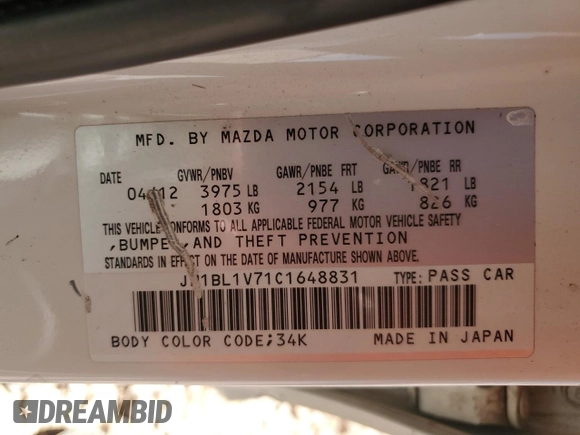 MFD. BY MAZDA MOTOR CORPORATION
DATE GVWR/PNBV GAWR/PNBE FRT GAWR/PNBE RR
3975 LB 2154 LB 1821 LB
1803 KG 977 KG 826 KG
THIS VEHICLE CONFORMS TO ALL APPLICABLE FEDERAL MOTOR VEHICLE SAFETY
,BUMPER,AND THEFT PREVENTION
STANDARDS IN EFFECT ON THE DATE OF MANUFACTURE SHOWN ABOVE.
JM1BL1V71C1648831 TYPE: PASS CAR
BODY COLOR CODE;34K MADE IN JAPAN
DREAMBID